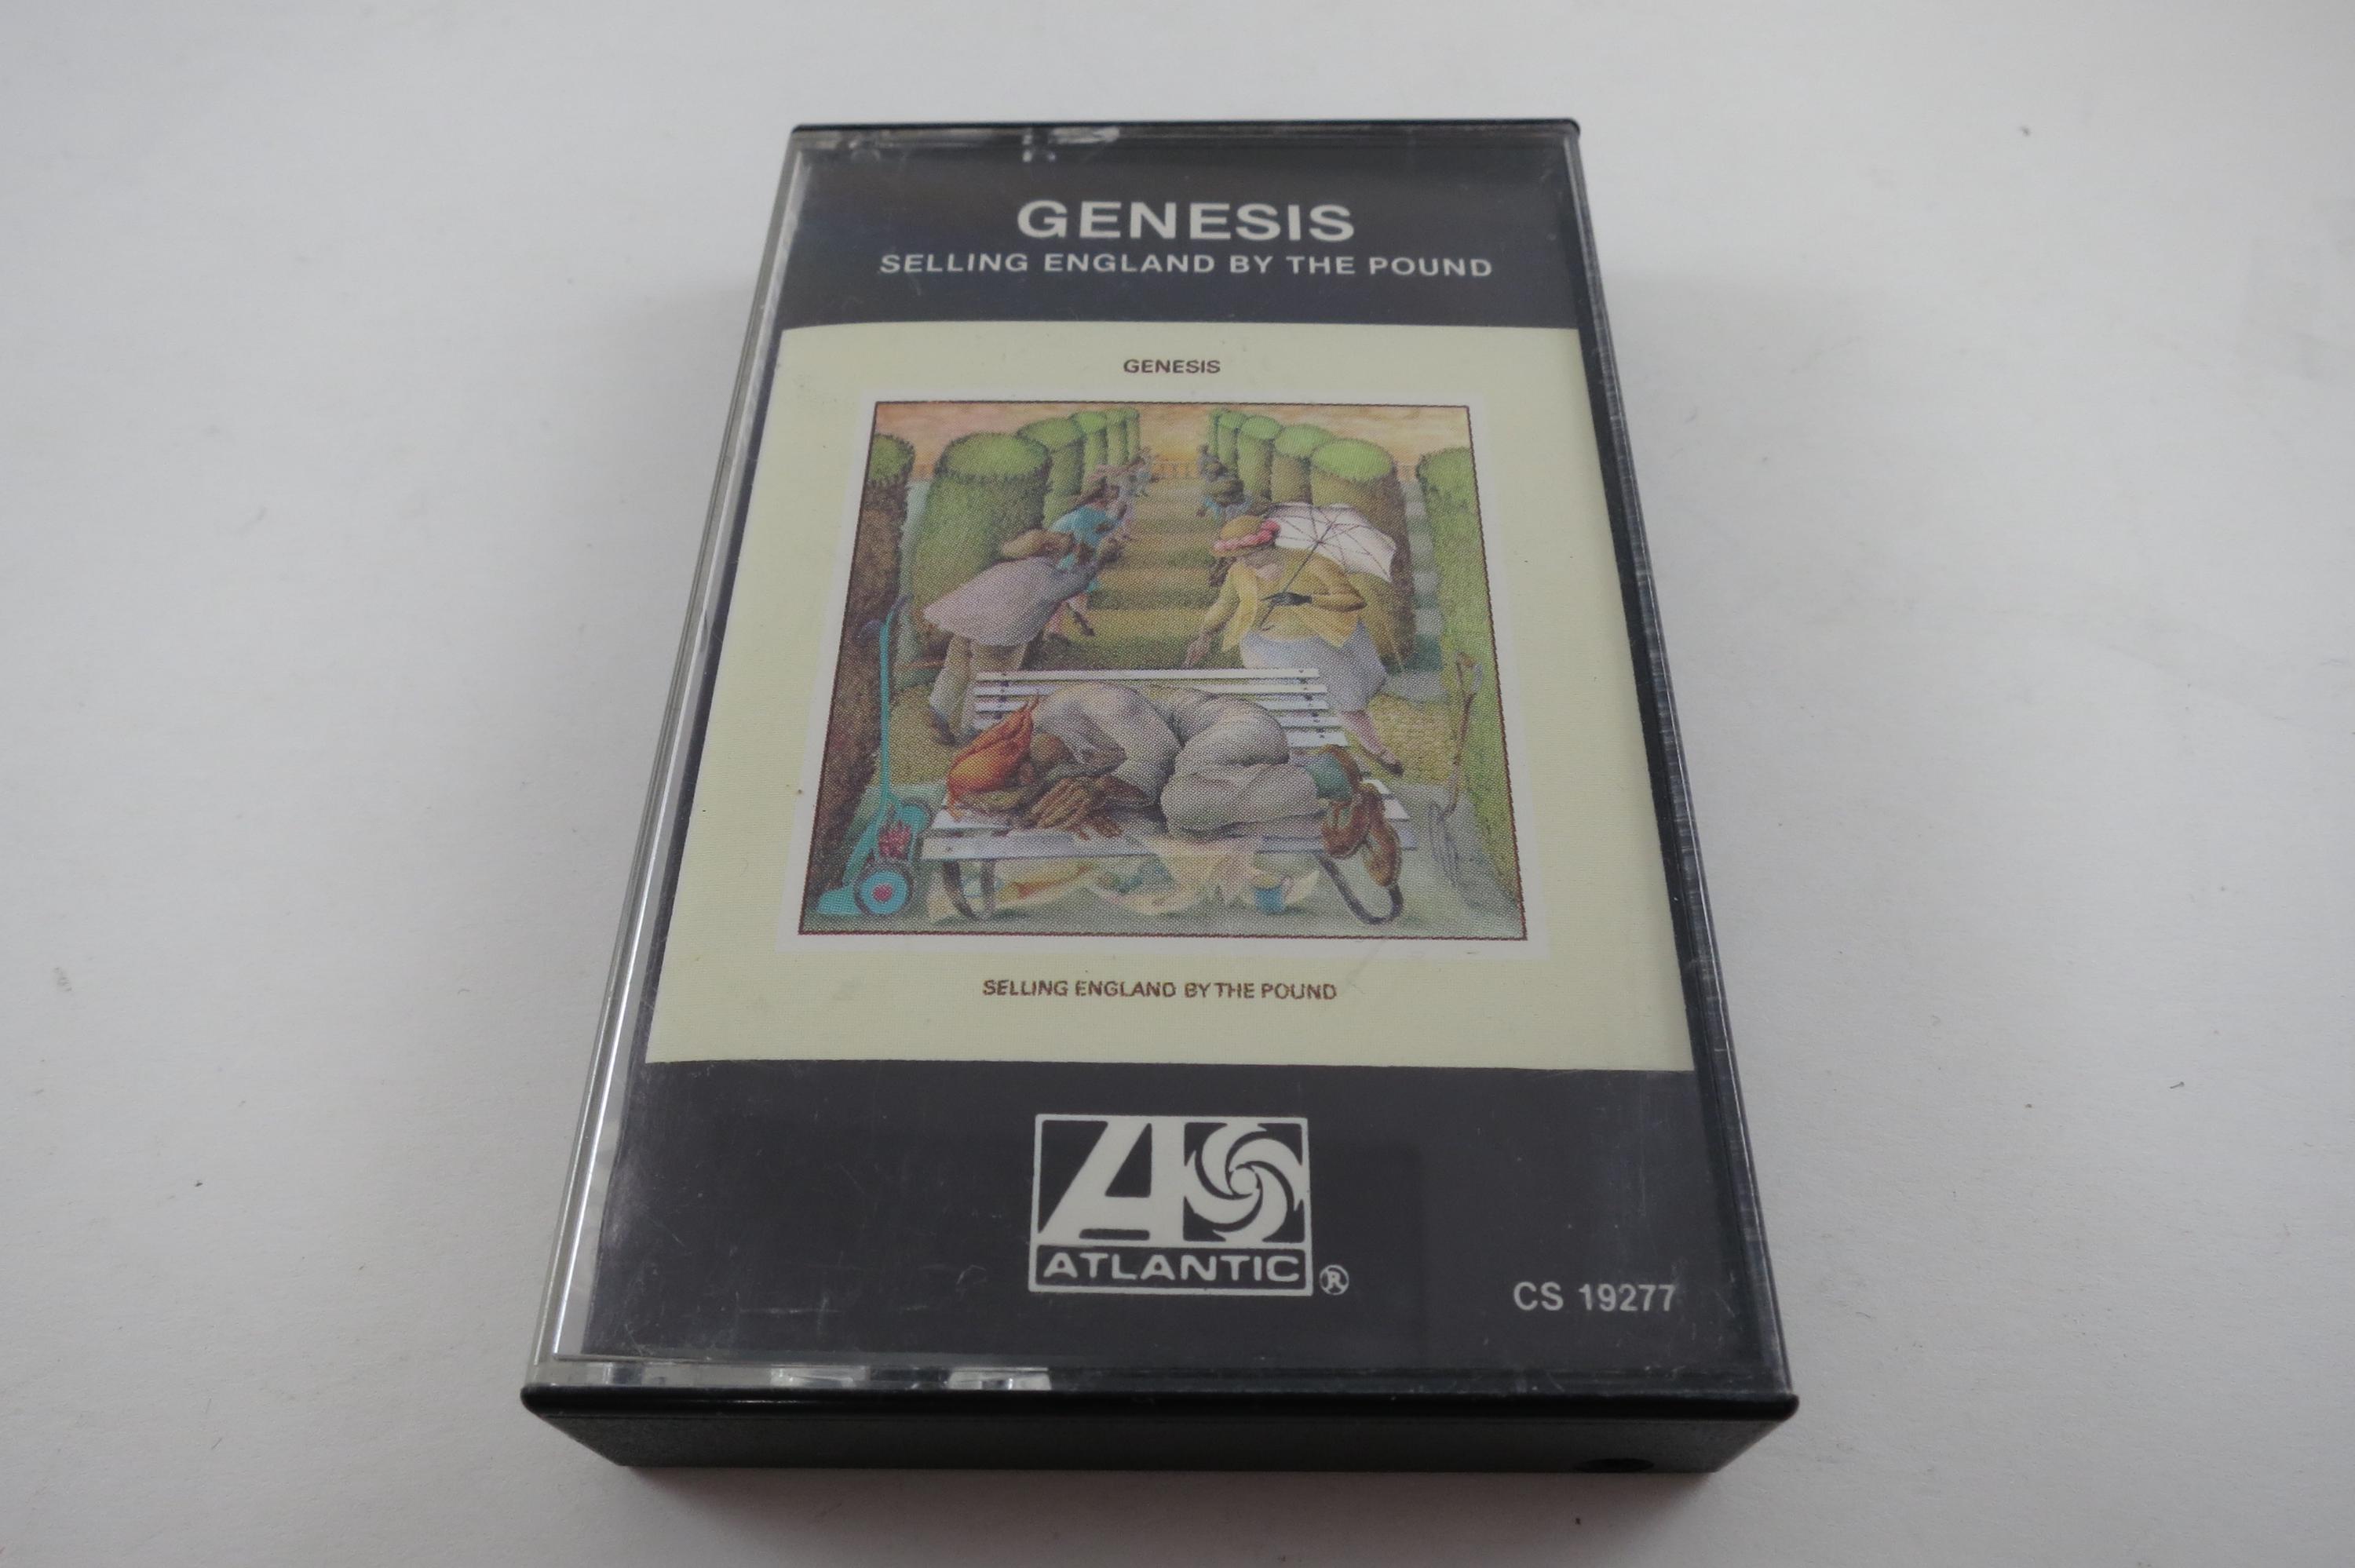 GENESIS
SELLING ENGLAND BY THE POUND
GENESIS
SELLING ENGLAND BY THE POUND
ATLANTIC®
CS 19277